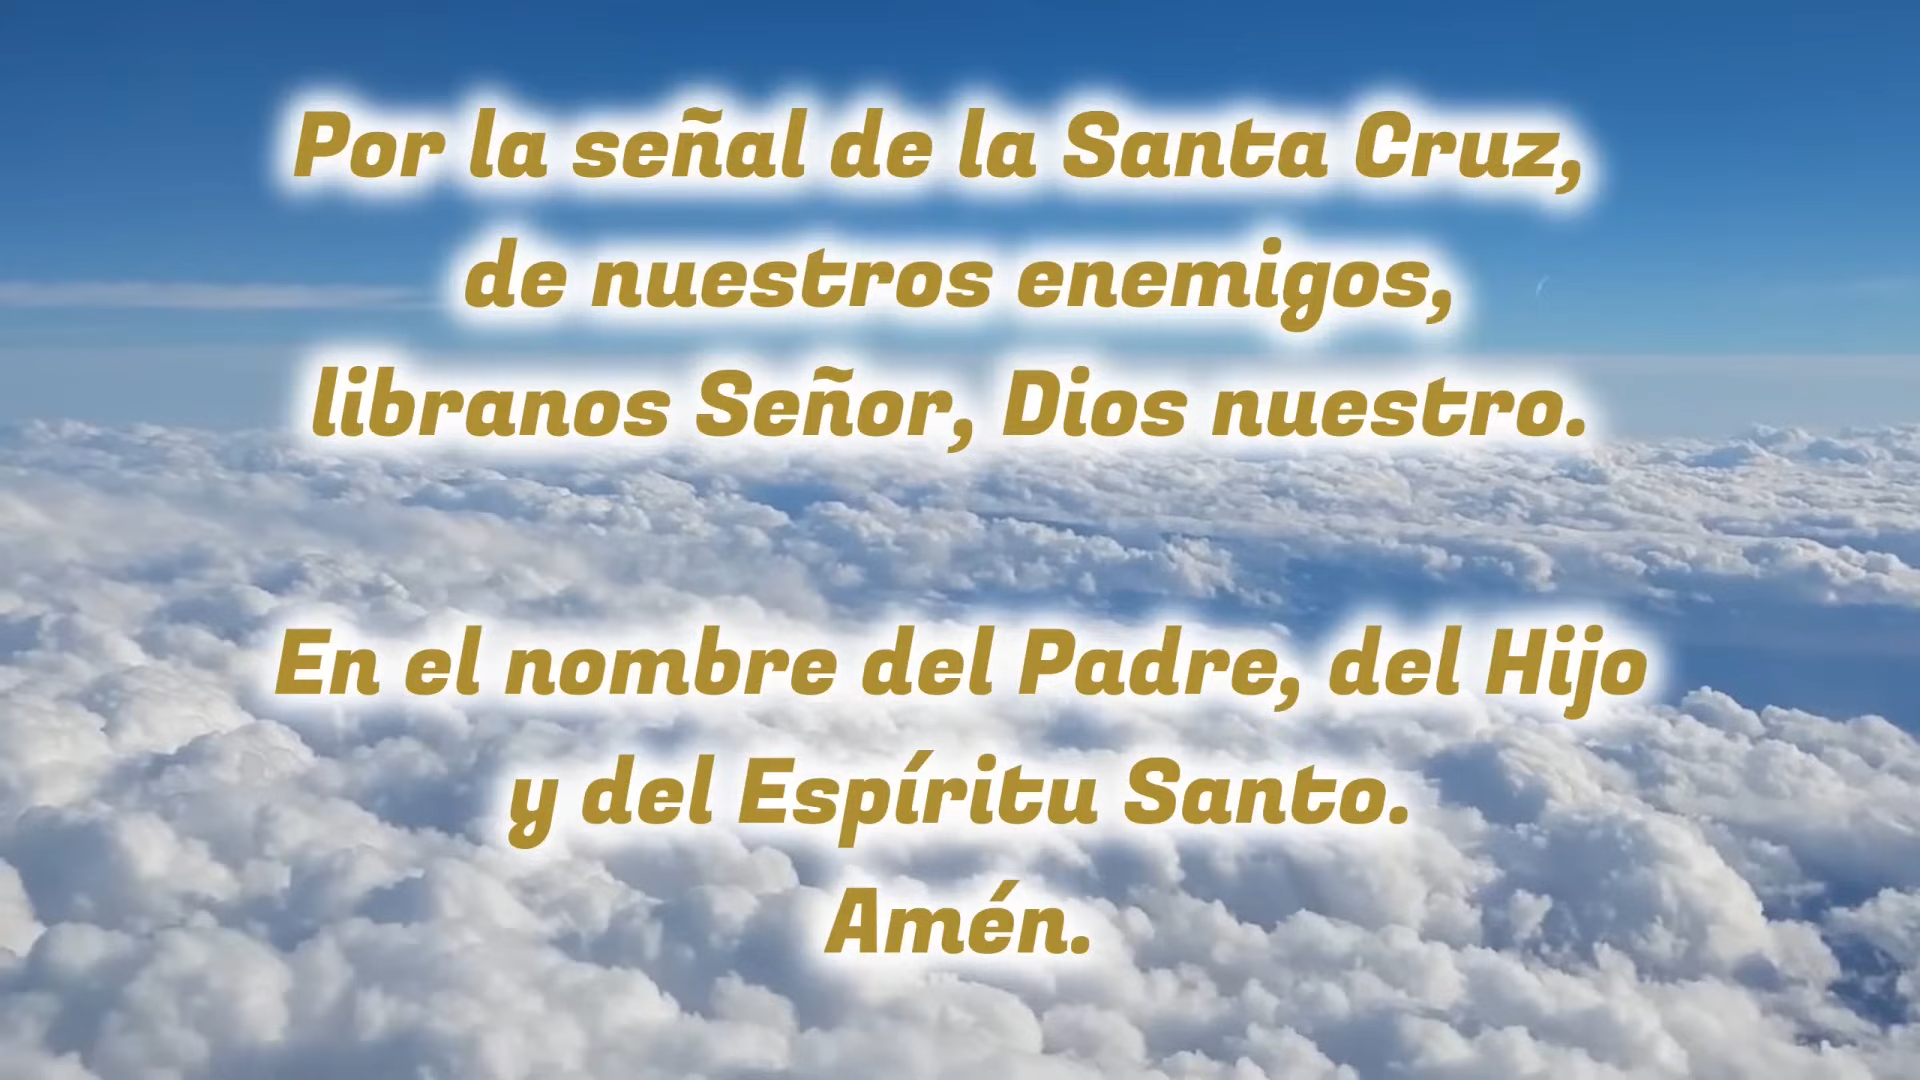 Por la señal de la Santa Cruz,
de nuestros enemigos,
libranos Señor, Dios nuestro.
En el nombre del Padre, del Hijo
y del Espíritu Santo.
Amén.